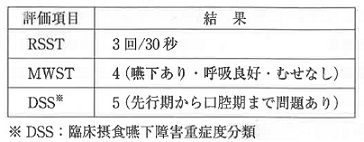 評価項目 結果
RSST 3回/30秒
MWST 4（嚥下あり・呼吸良好・むせなし）
DSS※ 5（先行期から口腔期まで問題あり）
※ DSS：臨床摂食嚥下障害重症度分類